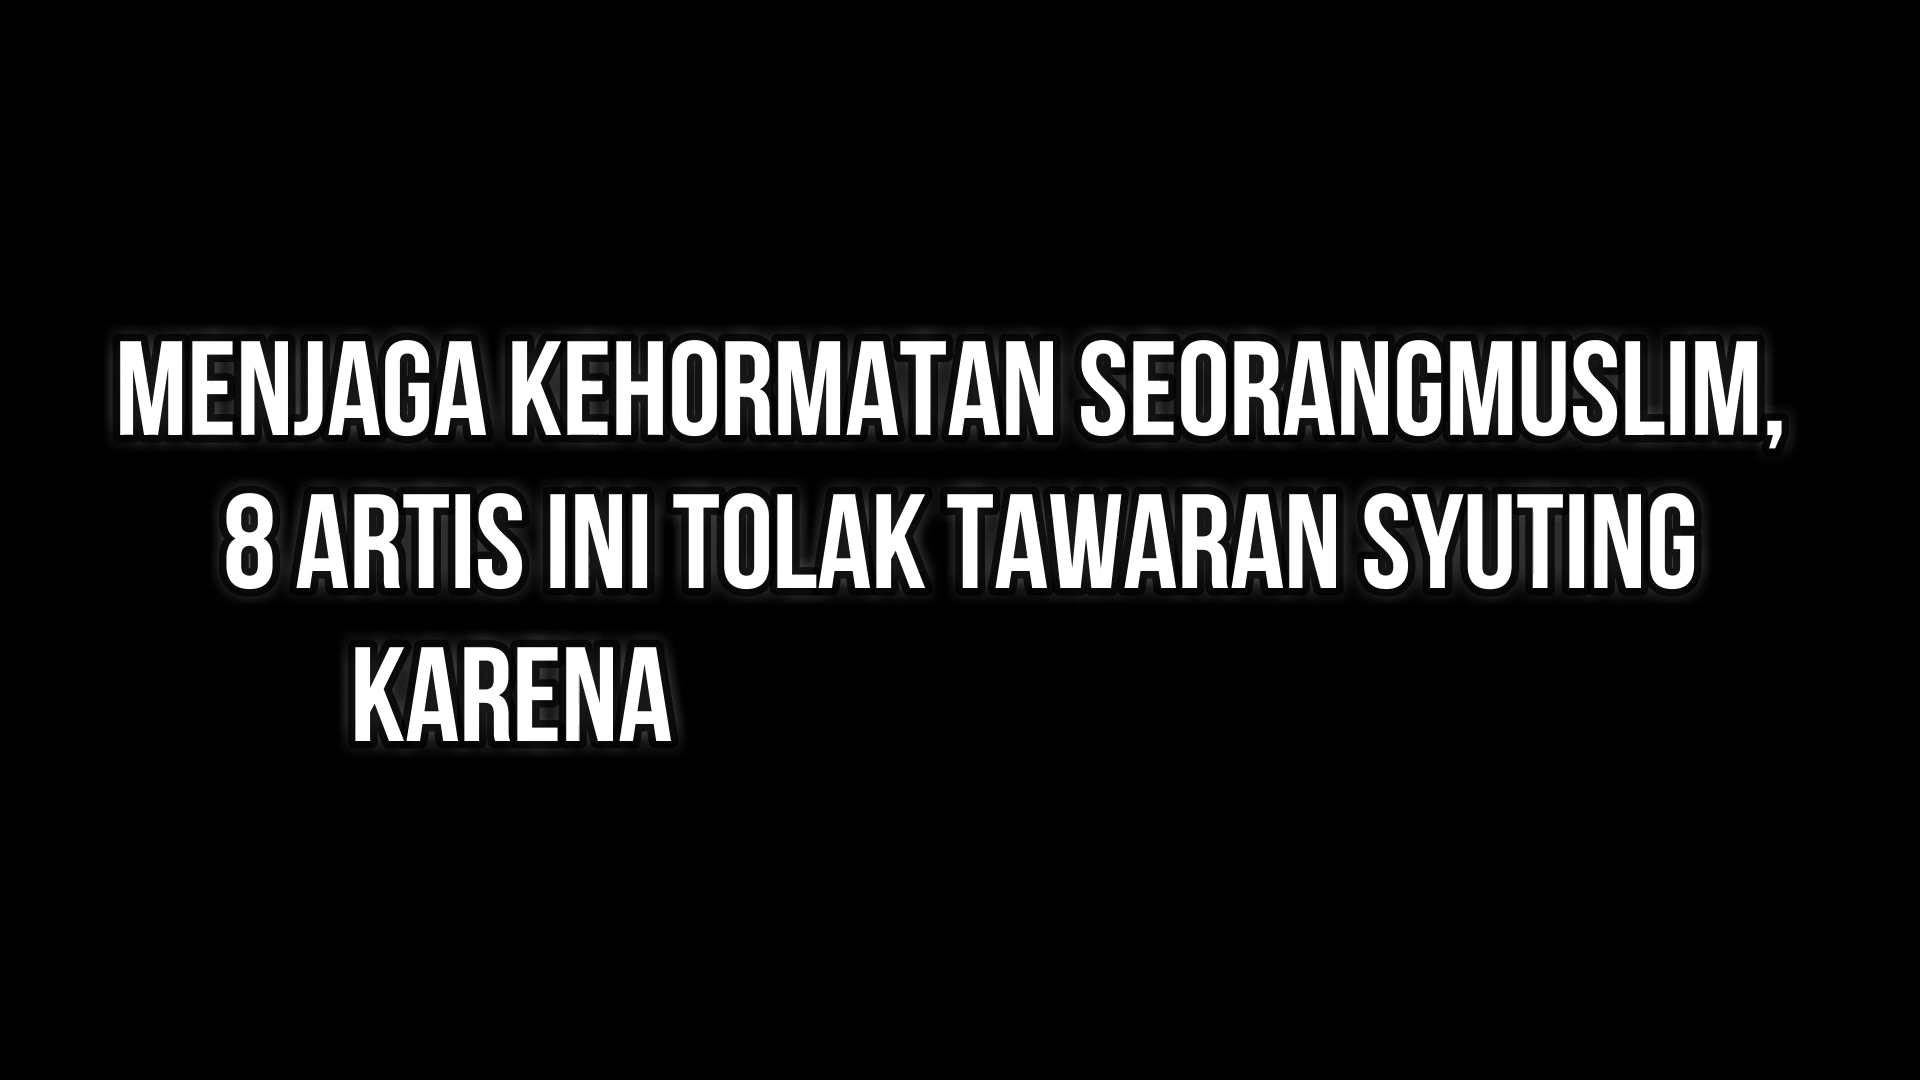 MENJAGA KEHORMATAN SEORANGMUSLIM,
8 ARTIS INI TOLAK TAWARAN SYUTING
KARENA